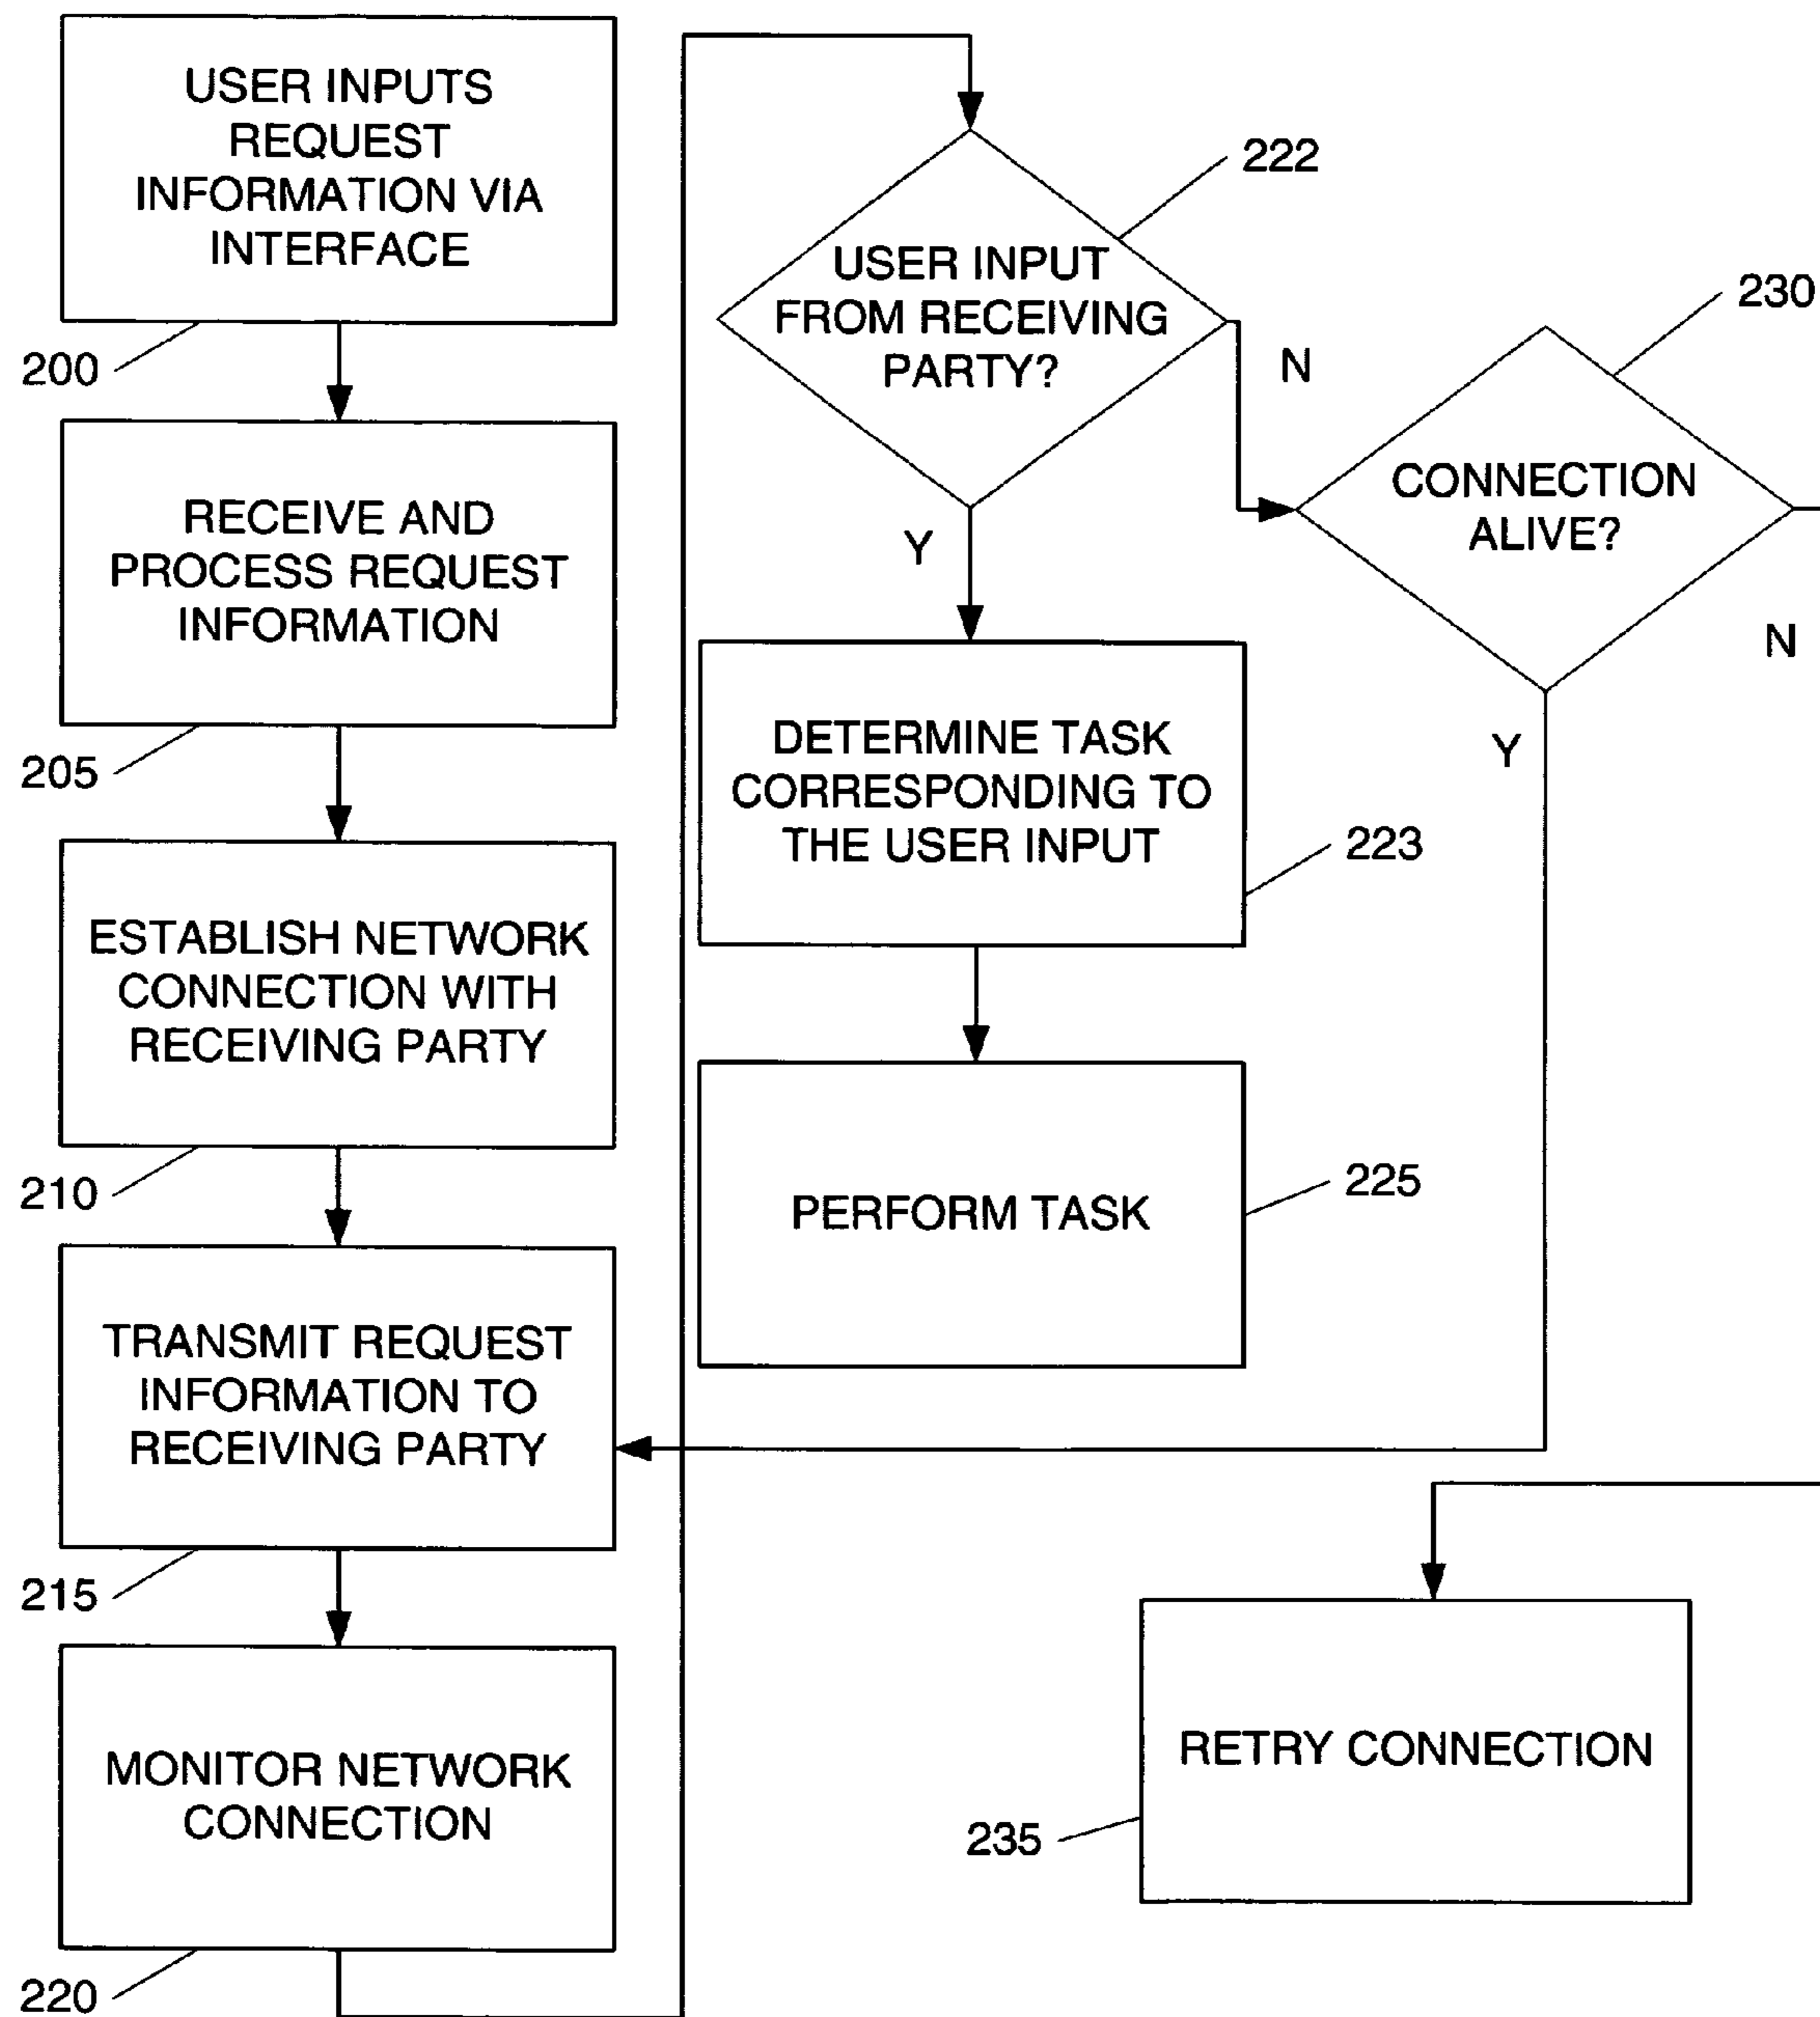 USER INPUTS
REQUEST
INFORMATION VIA
INTERFACE
200
RECEIVE AND
PROCESS REQUEST
INFORMATION
205
ESTABLISH NETWORK
CONNECTION WITH
RECEIVING PARTY
210
TRANSMIT REQUEST
INFORMATION TO
RECEIVING PARTY
215
MONITOR NETWORK
CONNECTION
220
222
USER INPUT
FROM RECEIVING
PARTY?
N
Y
DETERMINE TASK
CORRESPONDING TO
THE USER INPUT
223
PERFORM TASK
225
230
CONNECTION
ALIVE?
N
Y
RETRY CONNECTION
235